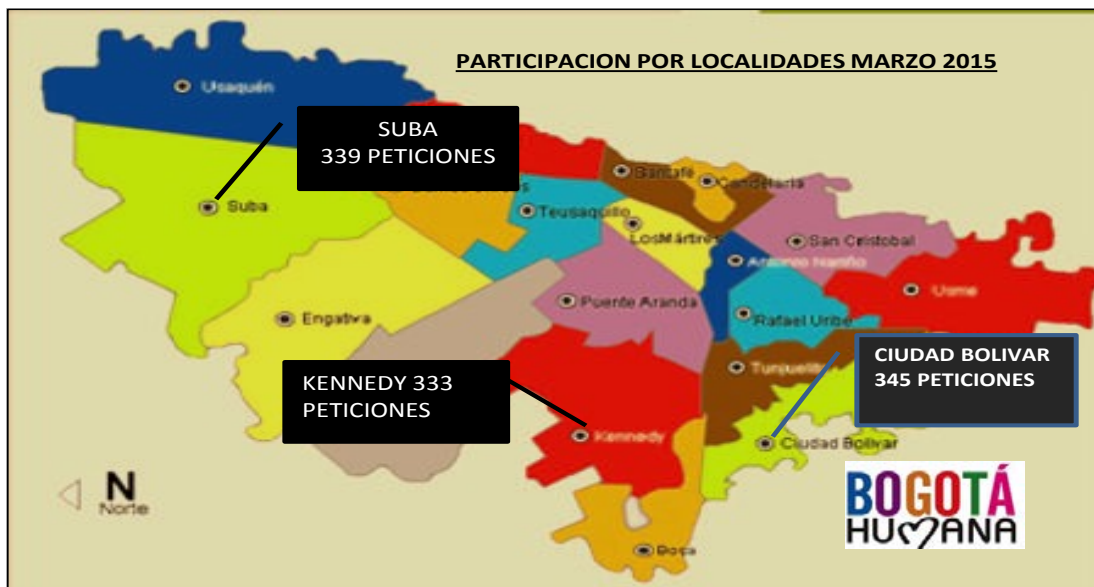 PARTICIPACION POR LOCALIDADES MARZO 2015
Usaquén
SUBA
339 PETICIONES
Santafé
Candelaria
Suba
Teusaquillo
Los Mártires
San Cristobal
Antonio Nariño
Usme
Puente Aranda
Engativa
Rafael Uribe
CIUDAD BOLIVAR
345 PETICIONES
Tunjuelito
KENNEDY 333
PETICIONES
Kennedy
Ciudad Bolivar
N
Norte
BOGOTÁ
HUMANA
Bosa